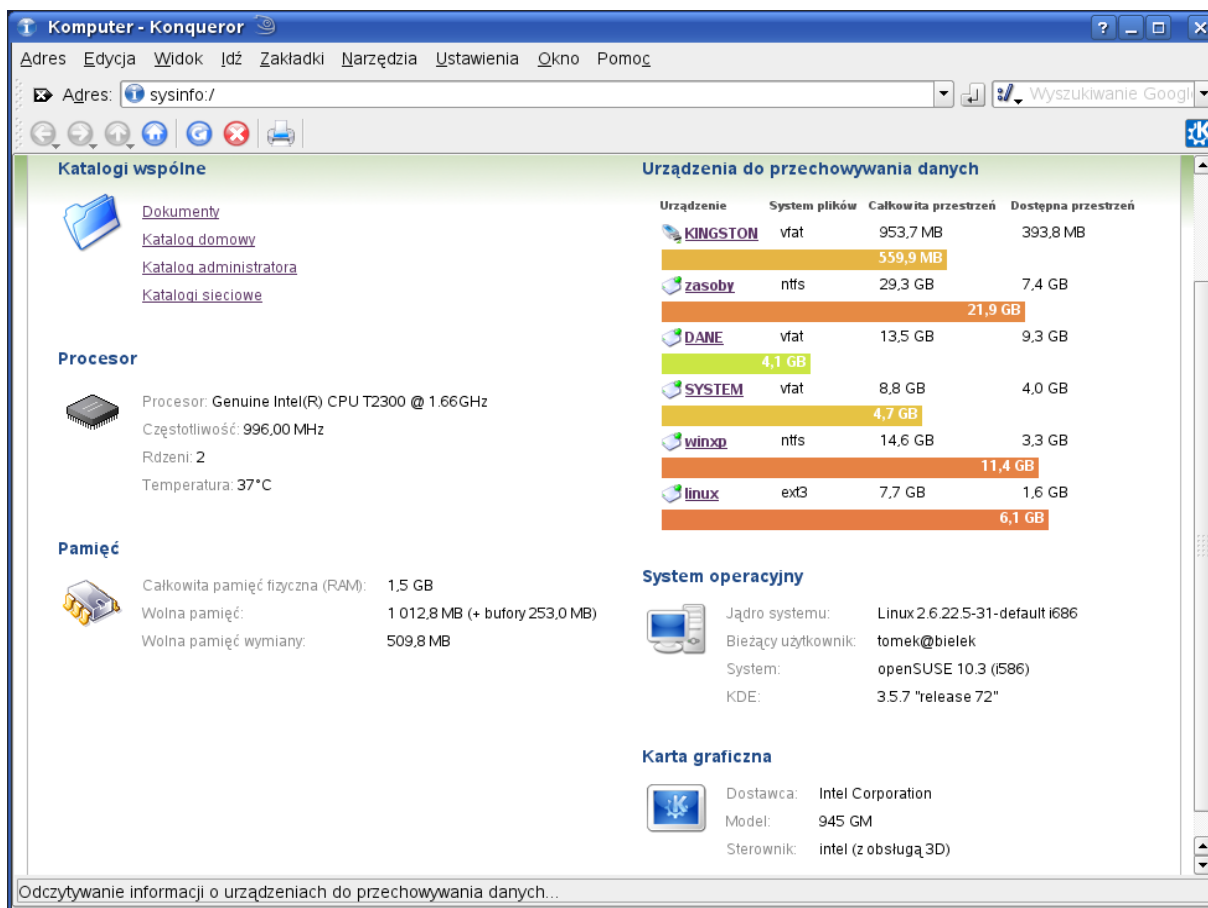 Komputer - Konqueror
Adres Edycja Widok Idź Zakładki Narzędzia Ustawienia Okno Pomoc
Adres: sysinfo:/ Wyszukiwanie Googl
Katalogi wspólne
Dokumenty
Katalog domowy
Katalog administratora
Katalogi sieciowe
Procesor
Procesor: Genuine Intel(R) CPU T2300 @ 1.66GHz
Częstotliwość: 996,00 MHz
Rdzeni: 2
Temperatura: 37°C
Pamięć
Całkowita pamięć fizyczna (RAM): 1,5 GB
Wolna pamięć: 1 012,8 MB (+ bufory 253,0 MB)
Wolna pamięć wymiany: 509,8 MB
Urządzenia do przechowywania danych
Urządzenie System plików Całkowita przestrzeń Dostępna przestrzeń
KINGSTON vfat 953,7 MB 393,8 MB
559,9 MB
zasoby ntfs 29,3 GB 7,4 GB
21,9 GB
DANE vfat 13,5 GB 9,3 GB
4,1 GB
SYSTEM vfat 8,8 GB 4,0 GB
4,7 GB
winxp ntfs 14,6 GB 3,3 GB
11,4 GB
linux ext3 7,7 GB 1,6 GB
6,1 GB
System operacyjny
Jądro systemu: Linux 2.6.22.5-31-default i686
Bieżący użytkownik: tomek@bielek
System: openSUSE 10.3 (i586)
KDE: 3.5.7 "release 72"
Karta graficzna
Dostawca: Intel Corporation
Model: 945 GM
Sterownik: intel (z obsługą 3D)
Odczytywanie informacji o urządzeniach do przechowywania danych...